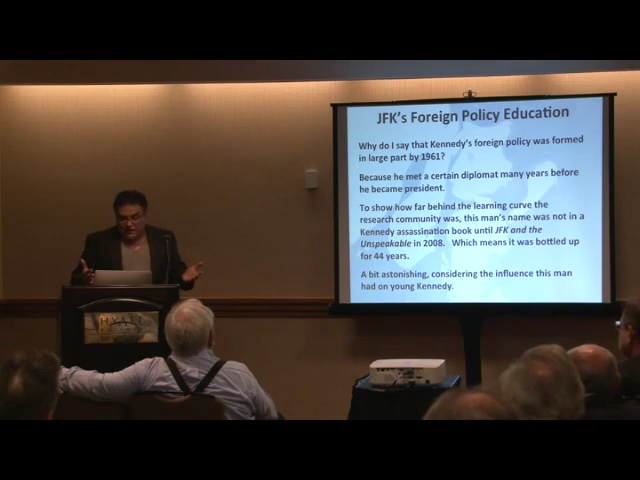 JFK's Foreign Policy Education
Why do I say that Kennedy's foreign policy was formed
in large part by 1961?
Because he met a certain diplomat many years before
he became president.
To show how far behind the learning curve the
research community was, this man's name was not in a
Kennedy assassination book until JFK and the
Unspeakable in 2008.   Which means it was bottled up
for 44 years.
A bit astonishing, considering the influence this man
had on young Kennedy.
HYATT